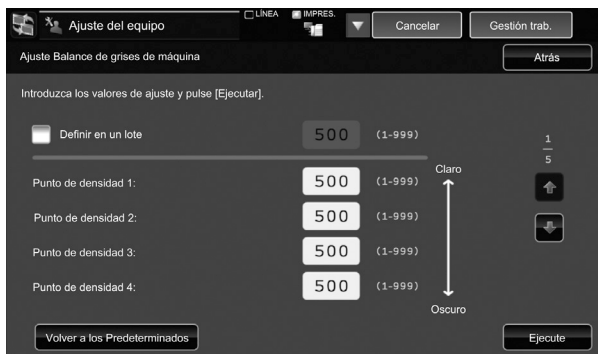 LÍNEA
IMPRES.
Ajuste del equipo
Cancelar
Gestión trab.
Ajuste Balance de grises de máquina
Atrás
Introduzca los valores de ajuste y pulse [Ejecutar].
Definir en un lote
500
(1-999)
1
5
Claro
Punto de densidad 1:
500
(1-999)
Punto de densidad 2:
500
(1-999)
Punto de densidad 3:
500
(1-999)
Punto de densidad 4:
500
(1-999)
Oscuro
Volver a los Predeterminados
Ejecute